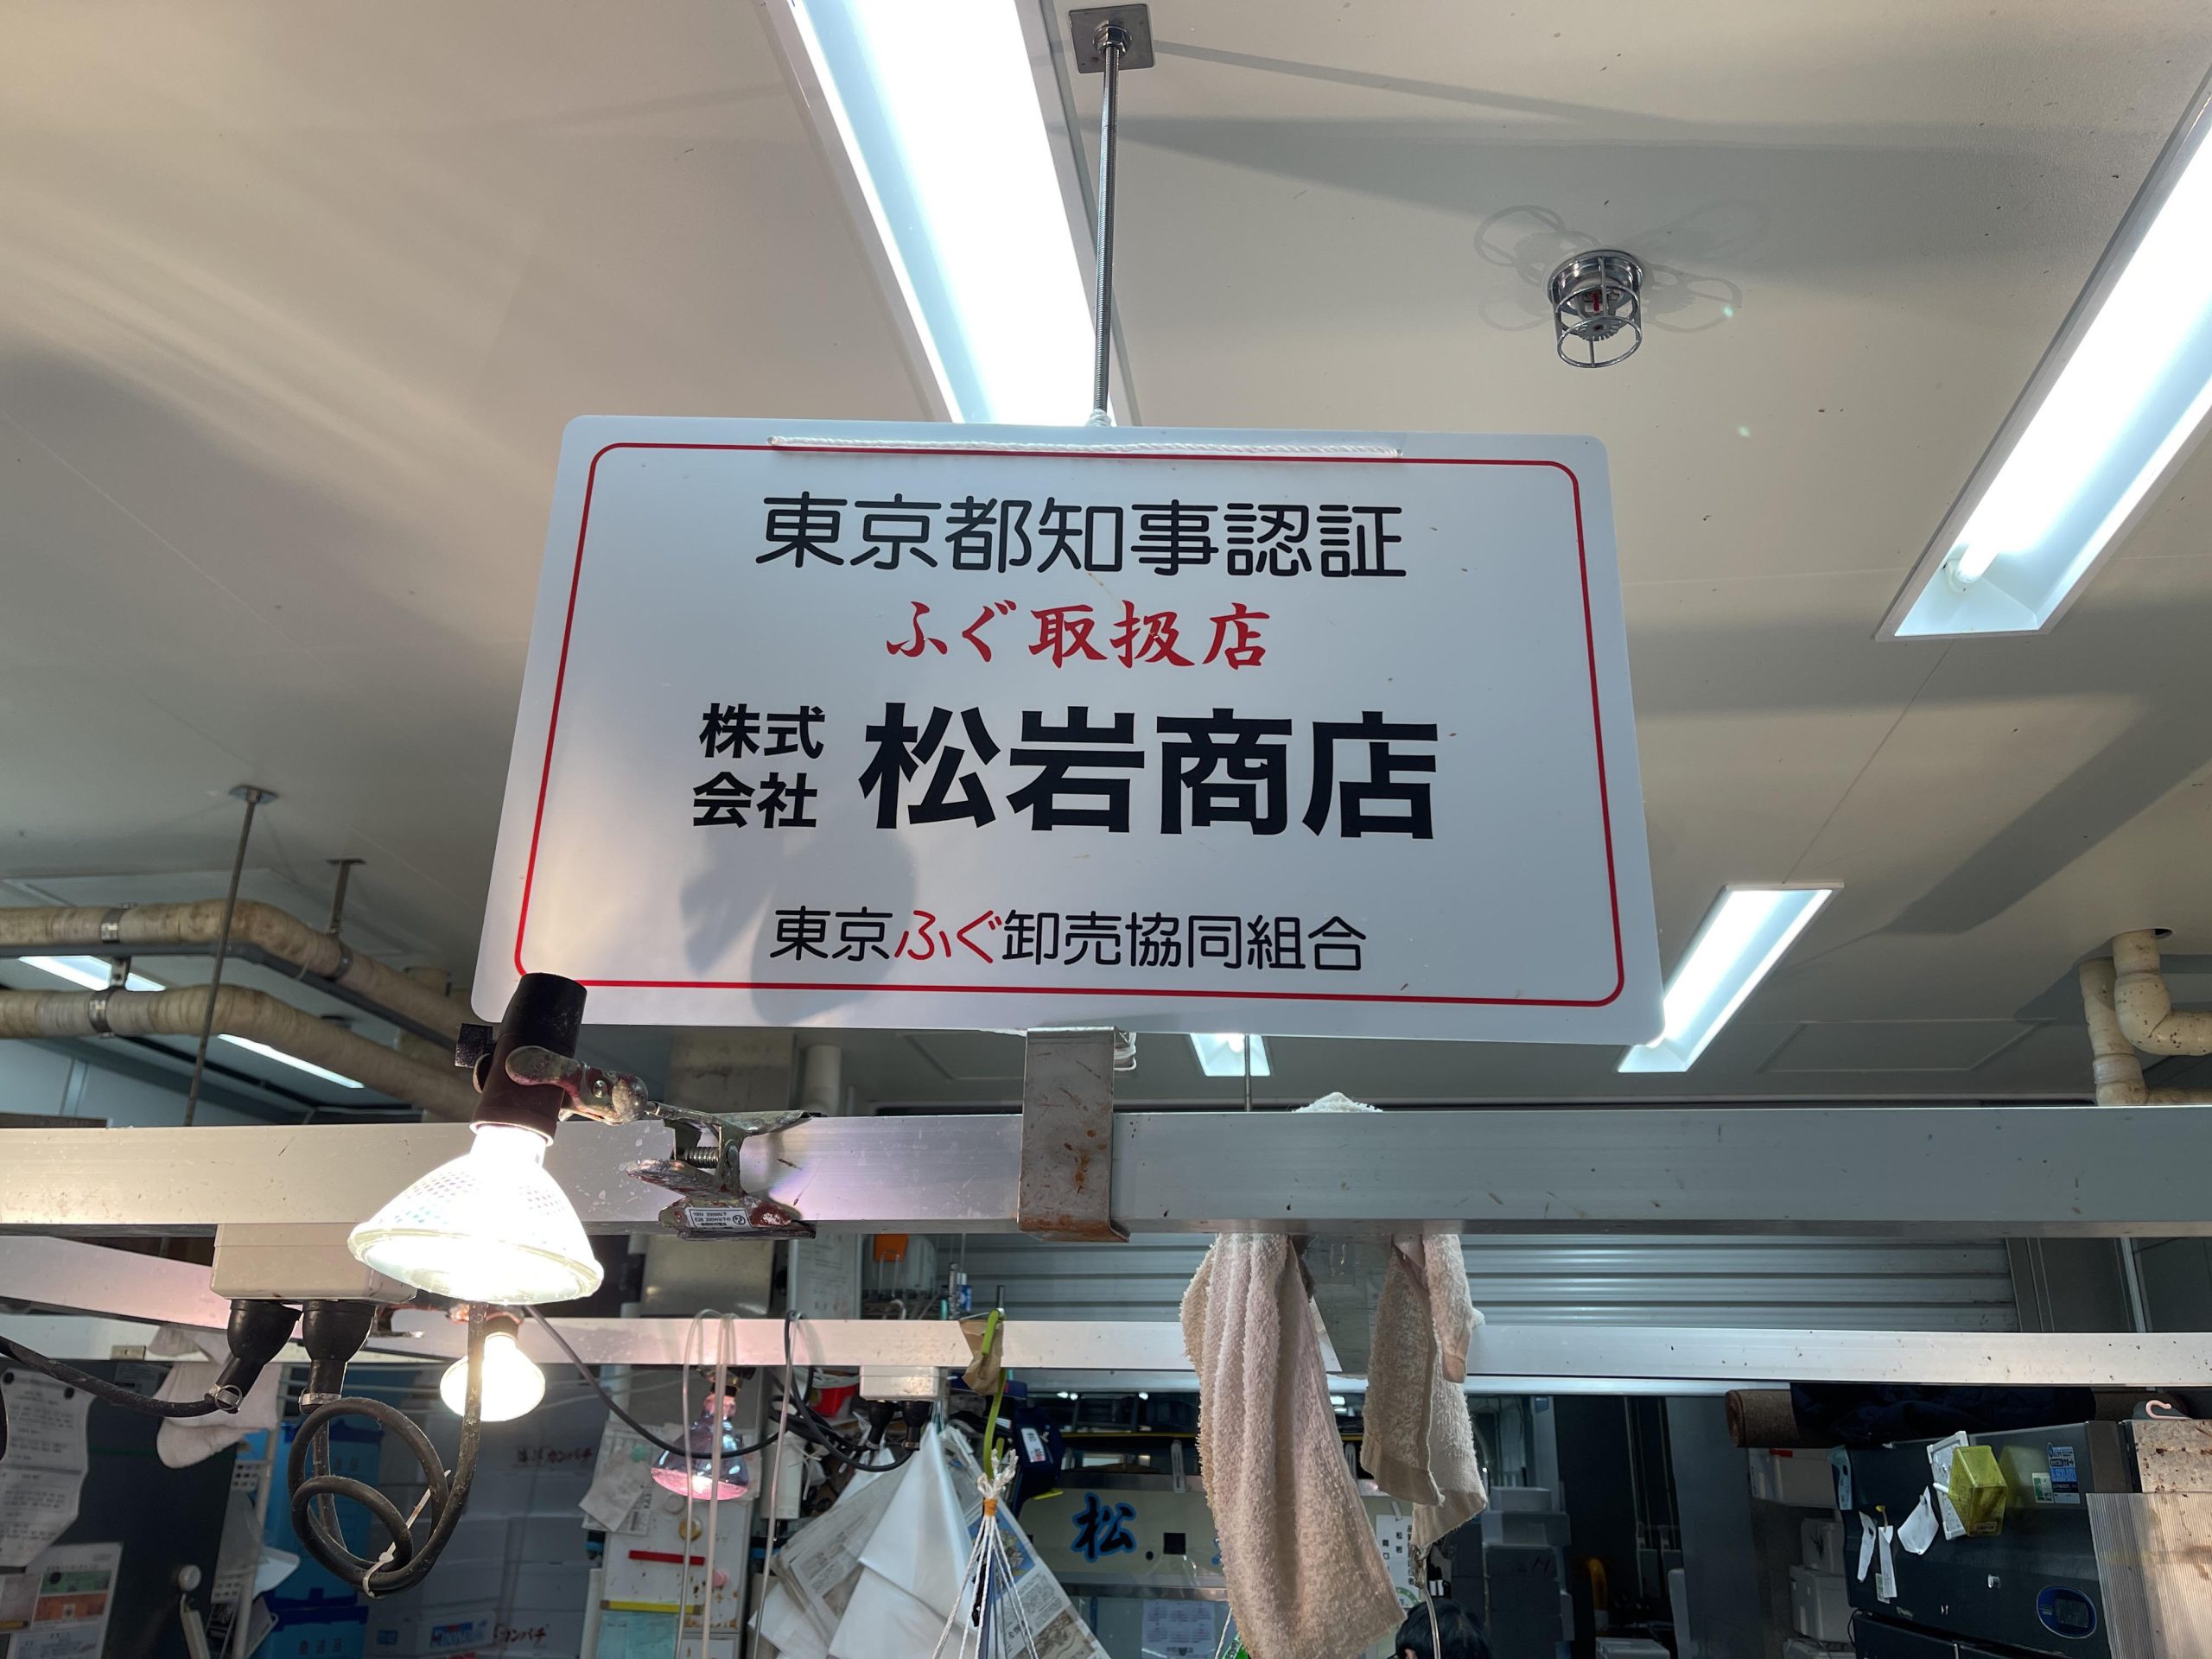 東京都知事認証
ふぐ取扱店
株式
会社
松岩商店
東京ふぐ卸売協同組合
松